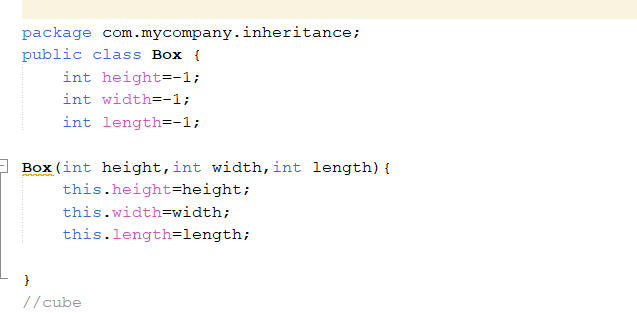 package com.mycompany.inheritance;
public class Box {
    int height=-1;
    int width=-1;
    int length=-1;

Box(int height,int width,int length){
    this.height=height;
    this.width=width;
    this.length=length;

}
//cube